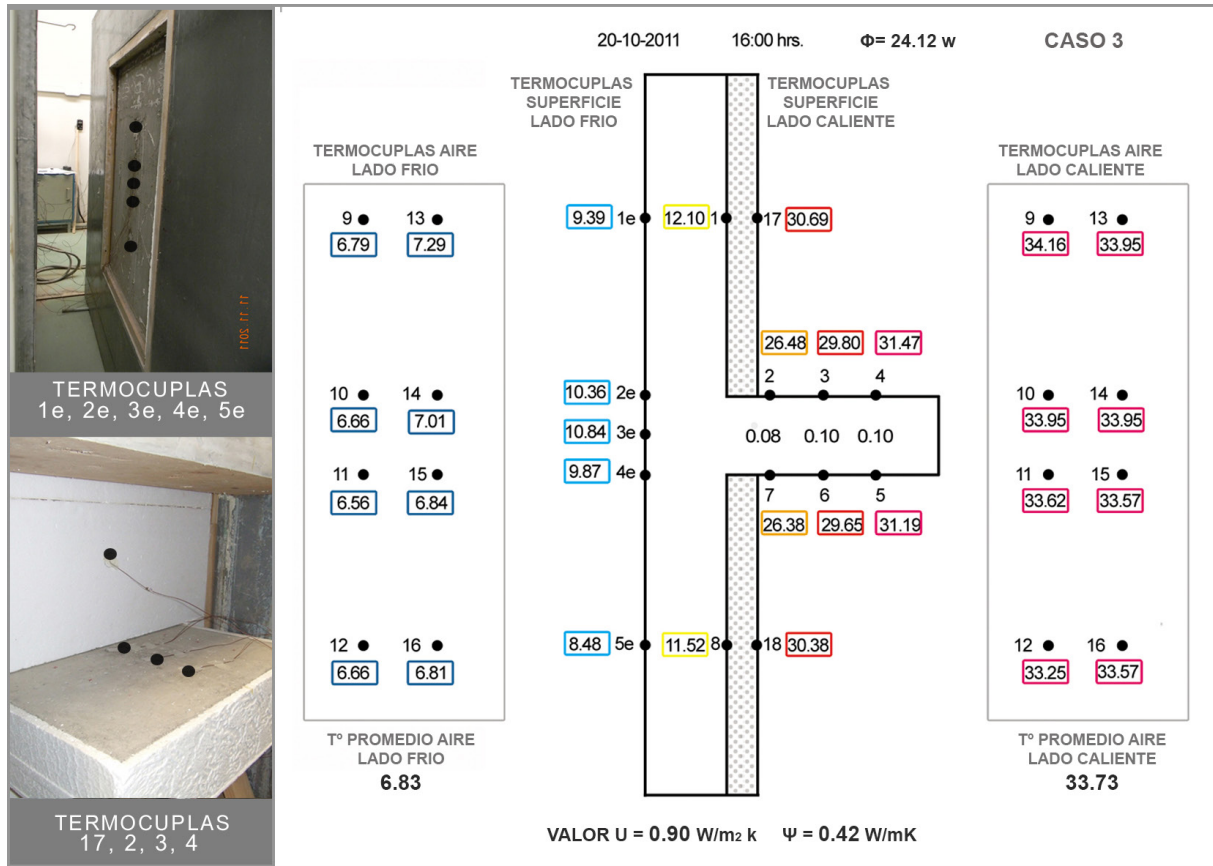 20-10-2011 16:00 hrs. Φ= 24.12 w CASO 3
TERMOCUPLAS
SUPERFICIE
LADO FRIO
TERMOCUPLAS
SUPERFICIE
LADO CALIENTE
TERMOCUPLAS AIRE
LADO FRIO
9 13
6.79 7.29
10 14
6.66 7.01
11 15
6.56 6.84
12 16
6.66 6.81
Tº PROMEDIO AIRE
LADO FRIO
6.83
9.39 1e 12.10 1 17 30.69
26.48 29.80 31.47
2 3 4
10.36 2e
10.84 3e
0.08 0.10 0.10
9.87 4e
7 6 5
26.38 29.65 31.19
8.48 5e 11.52 8 18 30.38
TERMOCUPLAS AIRE
LADO CALIENTE
9 13
34.16 33.95
10 14
33.95 33.95
11 15
33.62 33.57
12 16
33.25 33.57
Tº PROMEDIO AIRE
LADO CALIENTE
33.73
VALOR U = 0.90 W/m2 k Ψ = 0.42 W/mK
11.11.2011
TERMOCUPLAS
1e, 2e, 3e, 4e, 5e
TERMOCUPLAS
17, 2, 3, 4